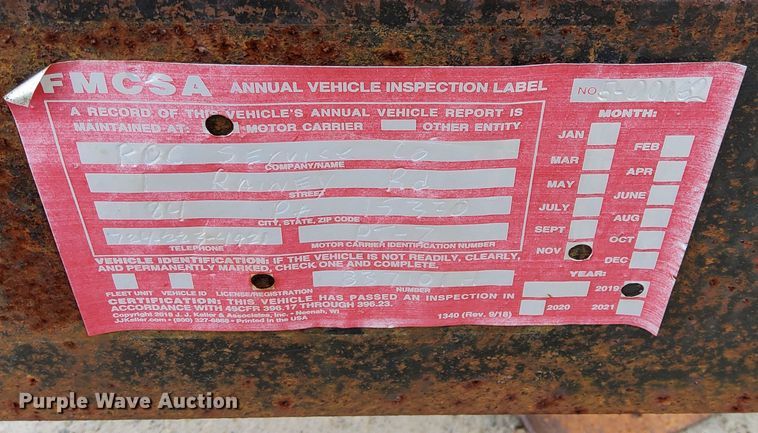 FMCSA ANNUAL VEHICLE INSPECTION LABEL
NO.
A RECORD OF THIS VEHICLE'S ANNUAL VEHICLE REPORT IS
MAINTAINED AT: MOTOR CARRIER OTHER ENTITY
COMPANY/NAME
Rd
STREET
84 PA
CITY, STATE, ZIP CODE
TELEPHONE MOTOR CARRIER IDENTIFICATION NUMBER
VEHICLE IDENTIFICATION: IF THE VEHICLE IS NOT READILY, CLEARLY,
AND PERMANENTLY MARKED, CHECK ONE AND COMPLETE.
FLEET UNIT VEHICLE ID LICENSE/REGISTRATION NUMBER
CERTIFICATION: THIS VEHICLE HAS PASSED AN INSPECTION IN
ACCORDANCE WITH 49CFR 396.17 THROUGH 396.23.
Copyright 2018 J. J. Keller & Associates, Inc. • Neenah, WI
JJKeller.com • (800) 327-6868 • Printed in the USA
1340 (Rev. 9/18)
MONTH:
JAN FEB
MAR APR
MAY JUNE
JULY AUG
SEPT OCT
NOV DEC
YEAR:
2019
2020 2021
Purple Wave Auction